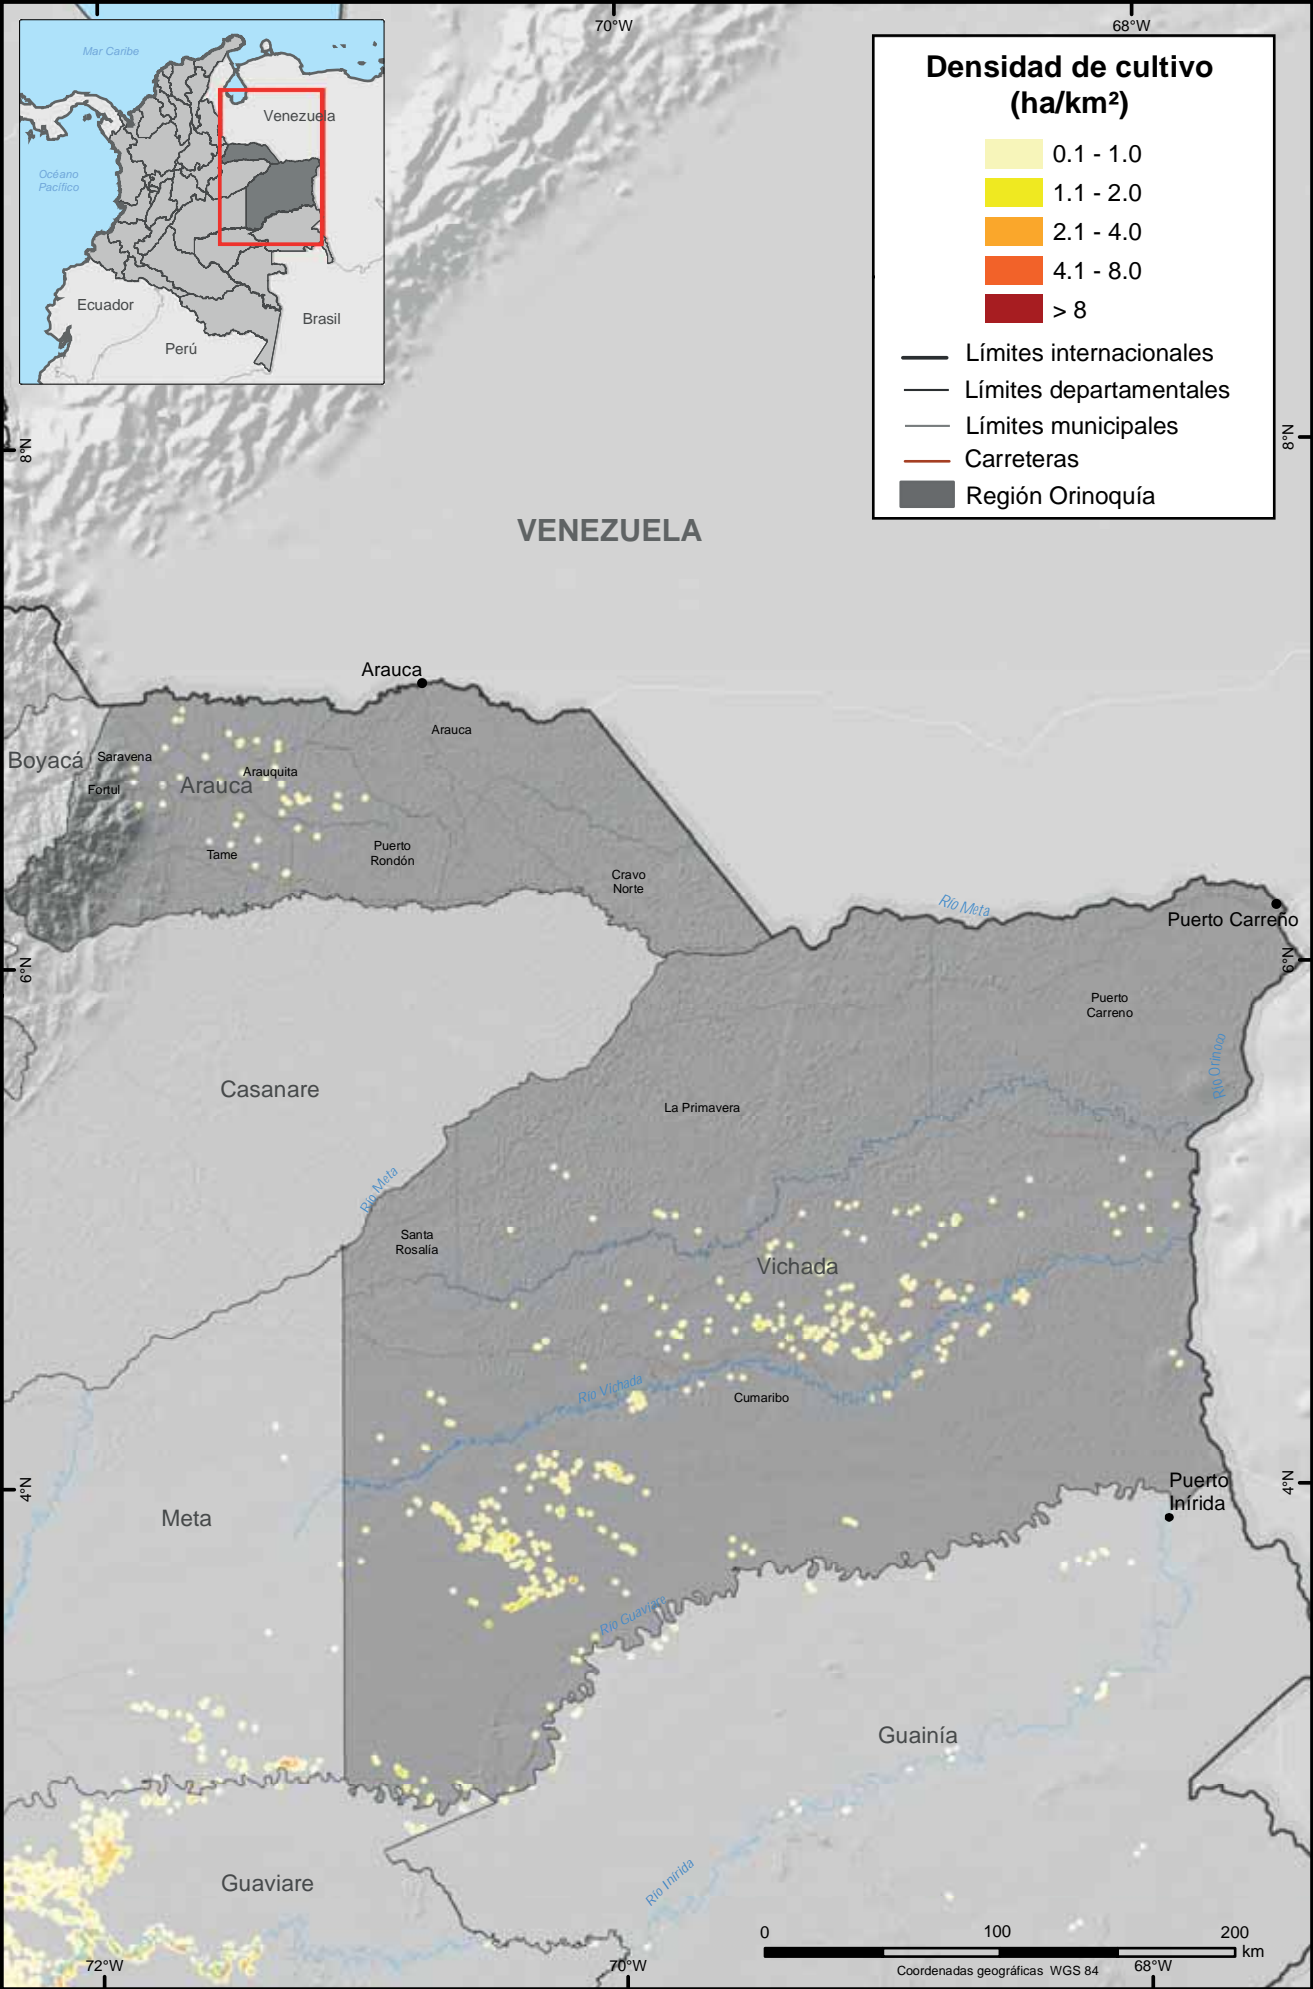 70°W
68°W
Mar Caribe
Venezuela
Océano
Pacífico
Ecuador
Perú
Brasil
Densidad de cultivo
(ha/km²)
0.1 - 1.0
1.1 - 2.0
2.1 - 4.0
4.1 - 8.0
> 8
Límites internacionales
Límites departamentales
Límites municipales
Carreteras
Región Orinoquía
8°N
8°N
VENEZUELA
Arauca
Arauca
Boyacá
Saravena
Arauquita
Fortul
Arauca
Tame
Puerto
Rondón
Cravo
Norte
Río Meta
Puerto Carreño
6°N
6°N
Puerto
Carreno
Río Orinoco
Casanare
La Primavera
Río Meta
Santa
Rosalía
Vichada
Río Vichada
Cumaribo
4°N
4°N
Puerto
Inírida
Meta
Río Guaviare
Guainía
Guaviare
Río Inírida
0
100
200
km
Coordenadas geográficas WGS 84
72°W
70°W
68°W